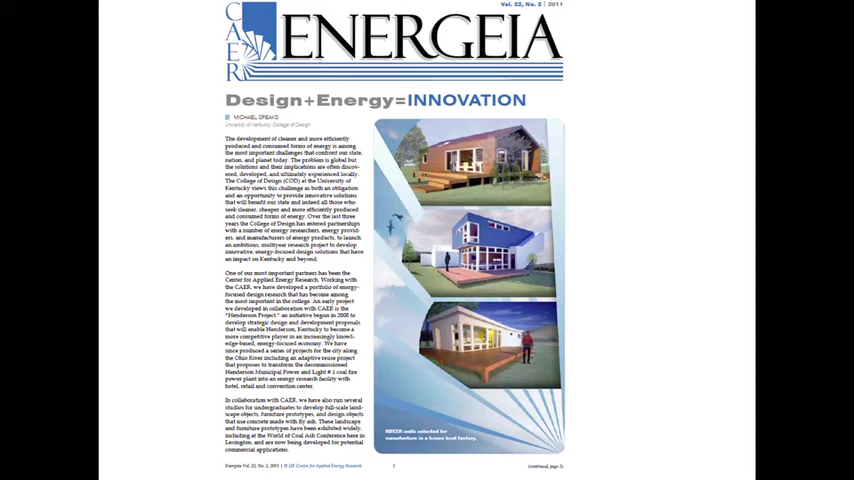 Vol. 22, No. 2 | 2011
CAER
ENERGEIA
Design+Energy=INNOVATION
MICHAEL SPEAKS
University of Kentucky College of Design
The development of cleaner and more efficiently
produced and consumed forms of energy is among
the most important challenges that confront our state,
nation, and planet today. The problem is global but
the solutions and their implications are often discov-
ered, developed, and ultimately experienced locally.
The College of Design (COD) at the University of
Kentucky views this challenge as both an obligation
and an opportunity to provide innovative solutions
that will benefit our state and indeed all those who
seek cleaner, cheaper and more efficiently produced
and consumed forms of energy. Over the last three
years the College of Design has entered partnerships
with a number of energy researchers, energy provid-
ers, and manufacturers of energy products, to launch
an ambitious, multiyear research project to develop
innovative, energy-focused design solutions that have
an impact on Kentucky and beyond.
One of our most important partners has been the
Center for Applied Energy Research. Working with
the CAER, we have developed a portfolio of energy-
focused design research that has become among
the most important in the college. An early project
we developed in collaboration with CAER is the
"Henderson Project," an initiative begun in 2008 to
develop strategic design and development proposals
that will enable Henderson, Kentucky to become a
more competitive player in an increasingly knowl-
edge-based, energy-focused economy. We have
since produced a series of projects for the city along
the Ohio River including an adaptive reuse project
that proposes to transform the decommissioned
Henderson Municipal Power and Light # 1 coal fire
power plant into an energy research facility with
hotel, retail and convention center.
In collaboration with CAER, we have also run several
studios for undergraduates to develop full-scale land-
scape objects, furniture prototypes, and design objects
that use concrete made with fly ash. These landscape
and furniture prototypes have been exhibited widely,
including at the World of Coal Ash Conference here in
Lexington, and are now being developed for potential
commercial applications.
HBEER units selected for
manufacture in a house boat factory.
Energeia Vol. 22, No. 2, 2011 | © UK Center for Applied Energy Research
1
(continued, page 2)